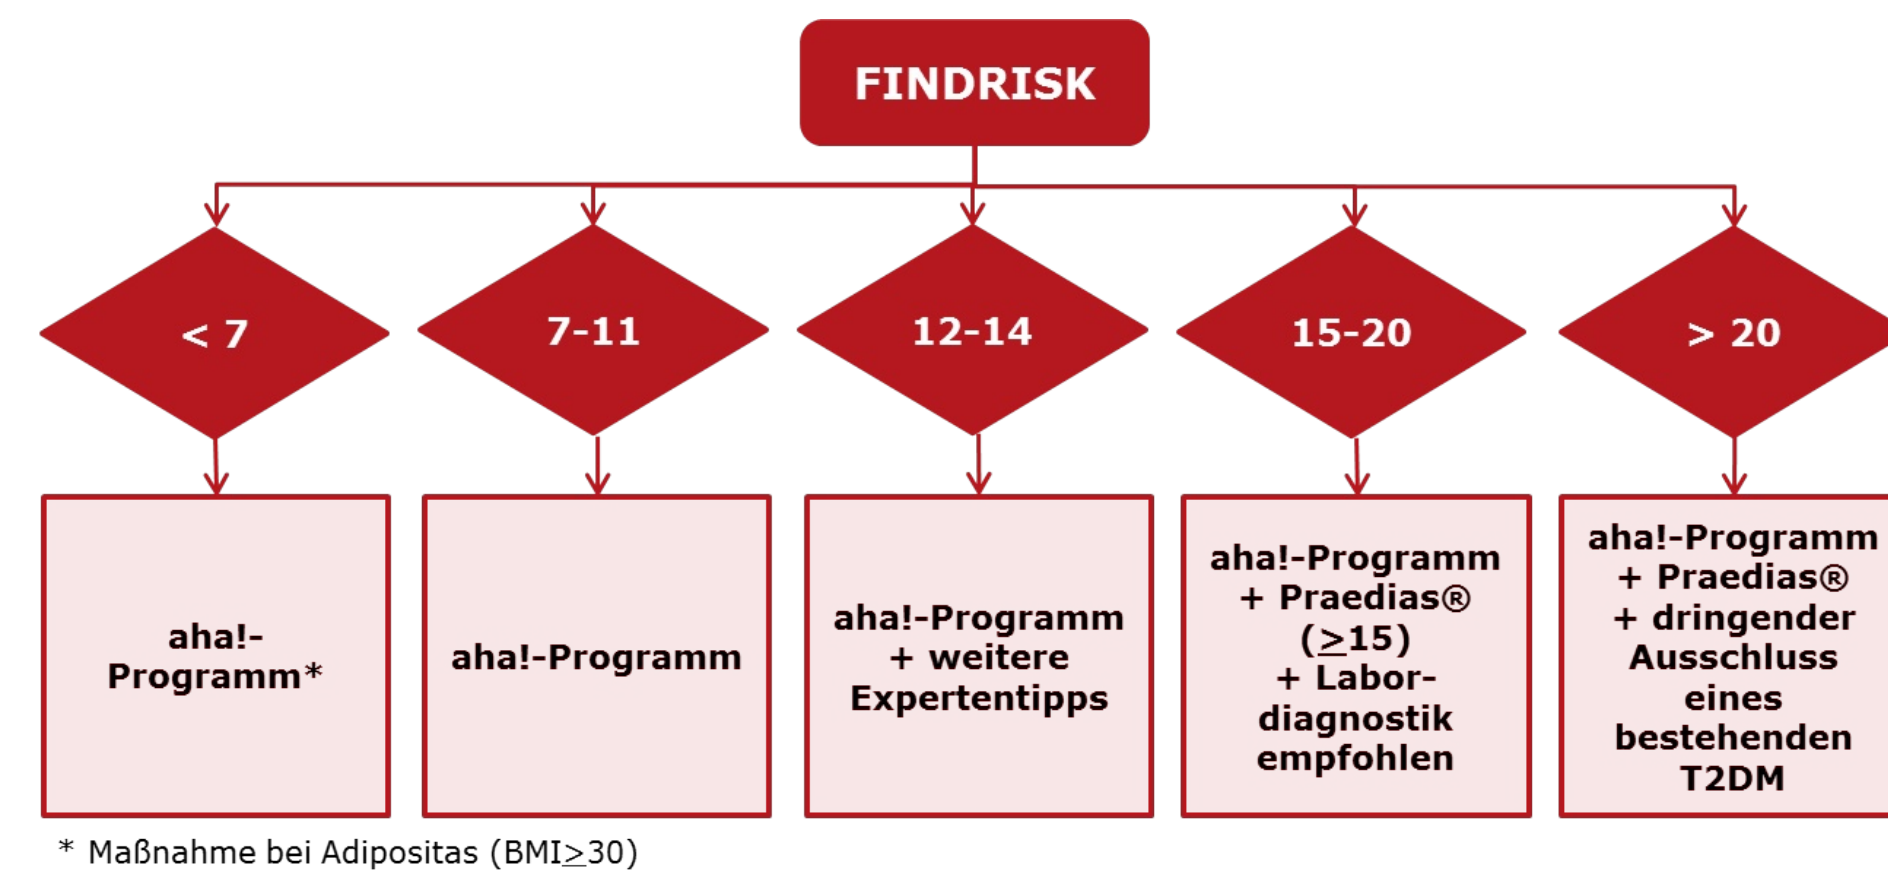 FINDRISK
< 7
7-11
12-14
15-20
> 20
aha!-
Programm*
aha!-Programm
aha!-Programm
+ weitere
Expertentipps
aha!-Programm
+ Praedias®
(≥15)
+ Labor-
diagnostik
empfohlen
aha!-Programm
+ Praedias®
+ dringender
Ausschluss
eines
bestehenden
T2DM
* Maßnahme bei Adipositas (BMI≥30)